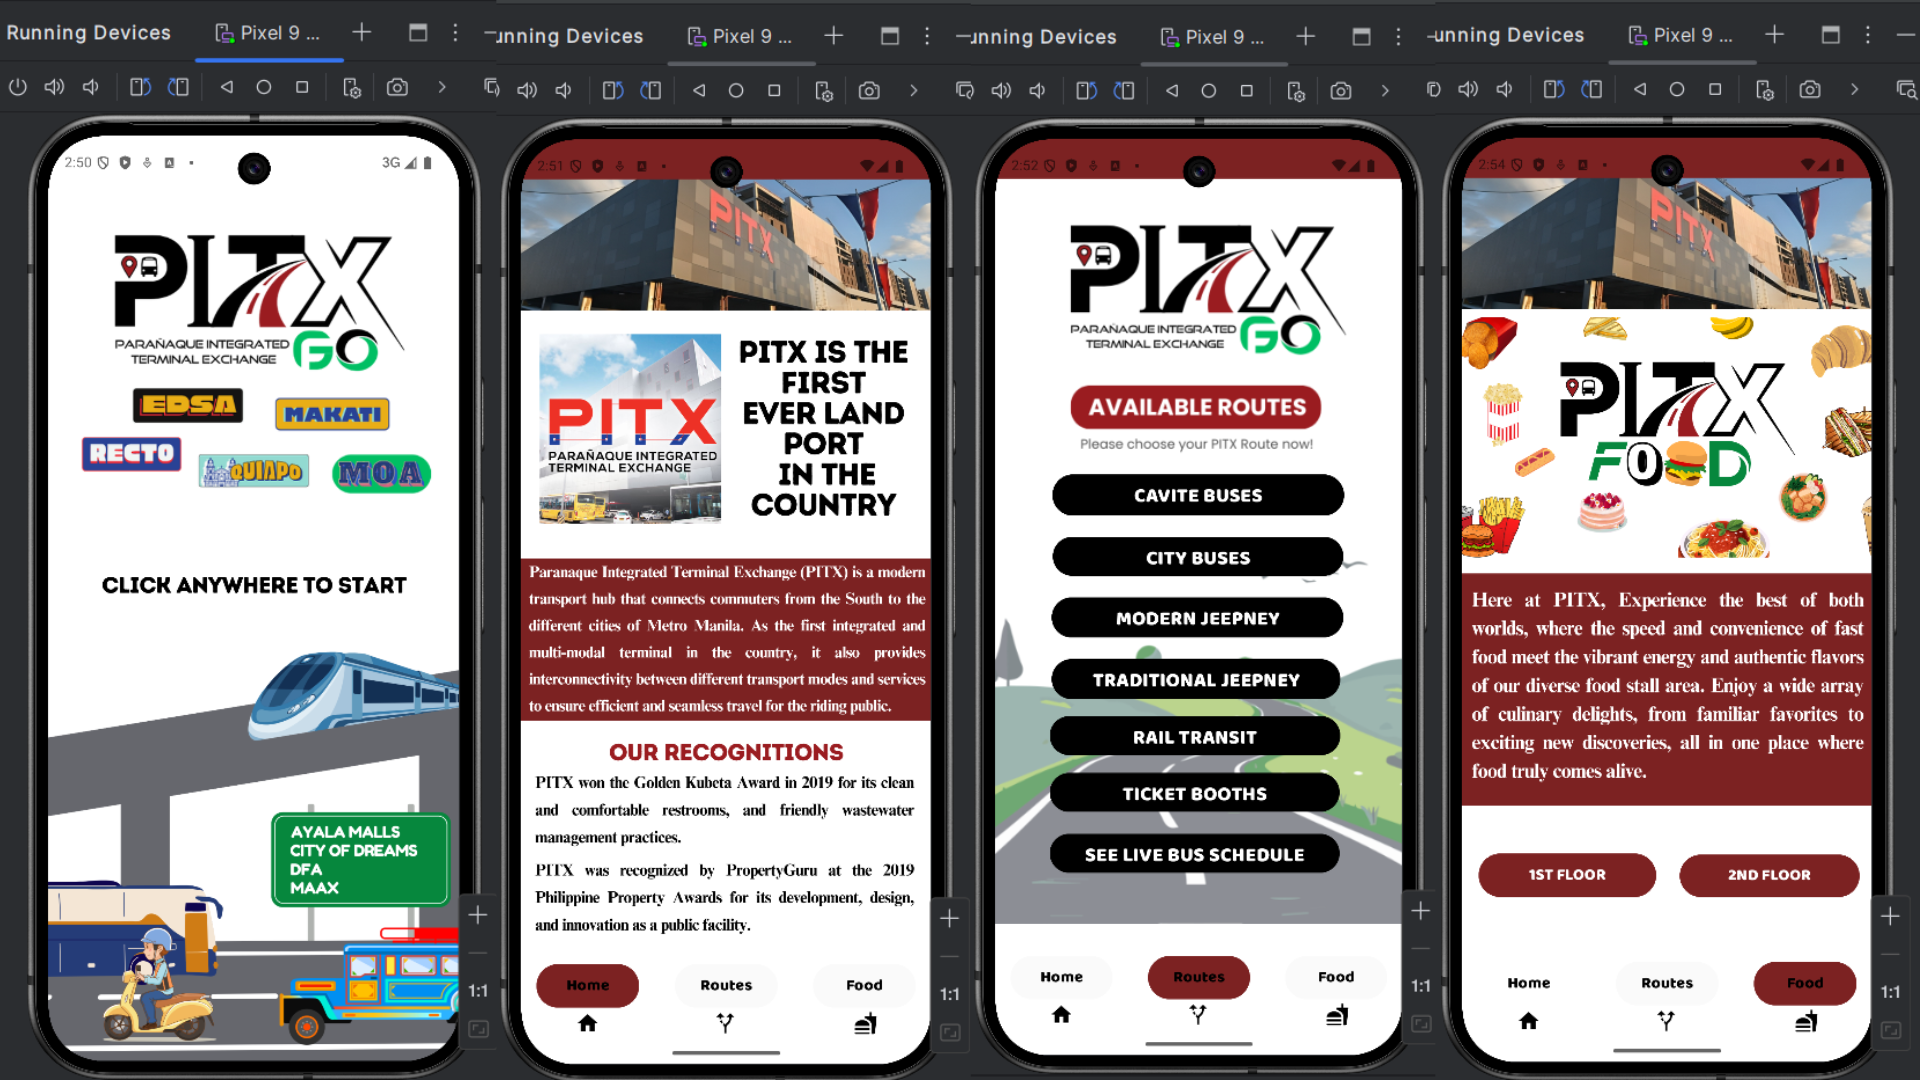 Running Devices
Pixel 9 ...
2:50
3G
PITX
PARAÑAQUE INTEGRATED
TERMINAL EXCHANGE
GO
EDSA
MAKATI
RECTO
QUIAPO
MOA
CLICK ANYWHERE TO START
AYALA MALLS
CITY OF DREAMS
DFA
MAAX
1:1
unning Devices
Pixel 9 ...
2:51
PITX
PITX
PARAÑAQUE INTEGRATED
TERMINAL EXCHANGE
PITX IS THE
FIRST
EVER LAND
PORT
IN THE
COUNTRY
Paranaque Integrated Terminal Exchange (PITX) is a modern
transport hub that connects commuters from the South to the
different cities of Metro Manila. As the first integrated and
multi-modal terminal in the country, it also provides
interconnectivity between different transport modes and services
to ensure efficient and seamless travel for the riding public.
OUR RECOGNITIONS
PITX won the Golden Kubeta Award in 2019 for its clean
and comfortable restrooms, and friendly wastewater
management practices.
PITX was recognized by PropertyGuru at the 2019
Philippine Property Awards for its development, design,
and innovation as a public facility.
Home
Routes
Food
1:1
unning Devices
Pixel 9 ...
2:52
PITX
PARAÑAQUE INTEGRATED
TERMINAL EXCHANGE
GO
AVAILABLE ROUTES
Please choose your PITX Route now!
CAVITE BUSES
CITY BUSES
MODERN JEEPNEY
TRADITIONAL JEEPNEY
RAIL TRANSIT
TICKET BOOTHS
SEE LIVE BUS SCHEDULE
Home
Routes
Food
1:1
unning Devices
Pixel 9 ...
2:54
PITX
PITX
FOOD
Here at PITX, Experience the best of both
worlds, where the speed and convenience of fast
food meet the vibrant energy and authentic flavors
of our diverse food stall area. Enjoy a wide array
of culinary delights, from familiar favorites to
exciting new discoveries, all in one place where
food truly comes alive.
1ST FLOOR
2ND FLOOR
Home
Routes
Food
1:1